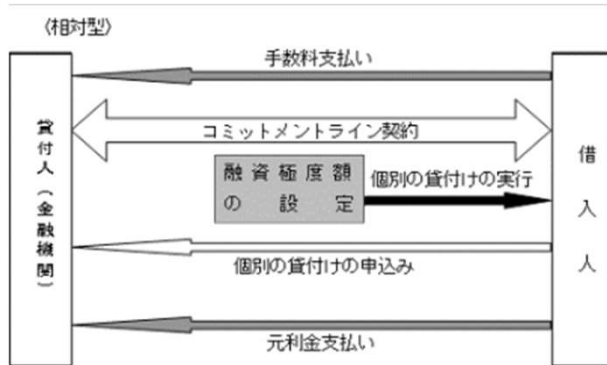 〈相対型〉
手数料支払い
コミットメントライン契約
貸付人(金融機関)
融資極度額
の設定
個別の貸付けの実行
借入人
個別の貸付けの申込み
元利金支払い